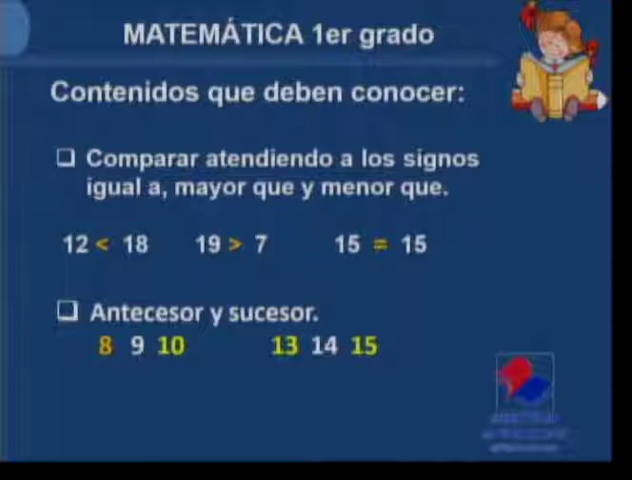 MATEMÁTICA 1er grado
Contenidos que deben conocer:
❑ Comparar atendiendo a los signos
igual a, mayor que y menor que.
12 < 18 19 > 7 15 = 15
❑ Antecesor y sucesor.
8 9 10 13 14 15